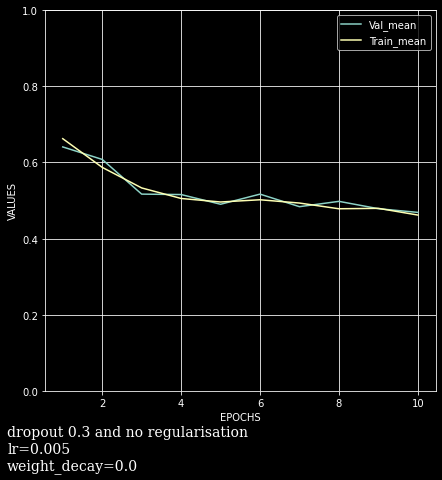 1.0
0.8
0.6
0.4
0.2
0.0
VALUES
Val_mean
Train_mean
2
4
6
8
10
EPOCHS
dropout 0.3 and no regularisation
lr=0.005
weight_decay=0.0